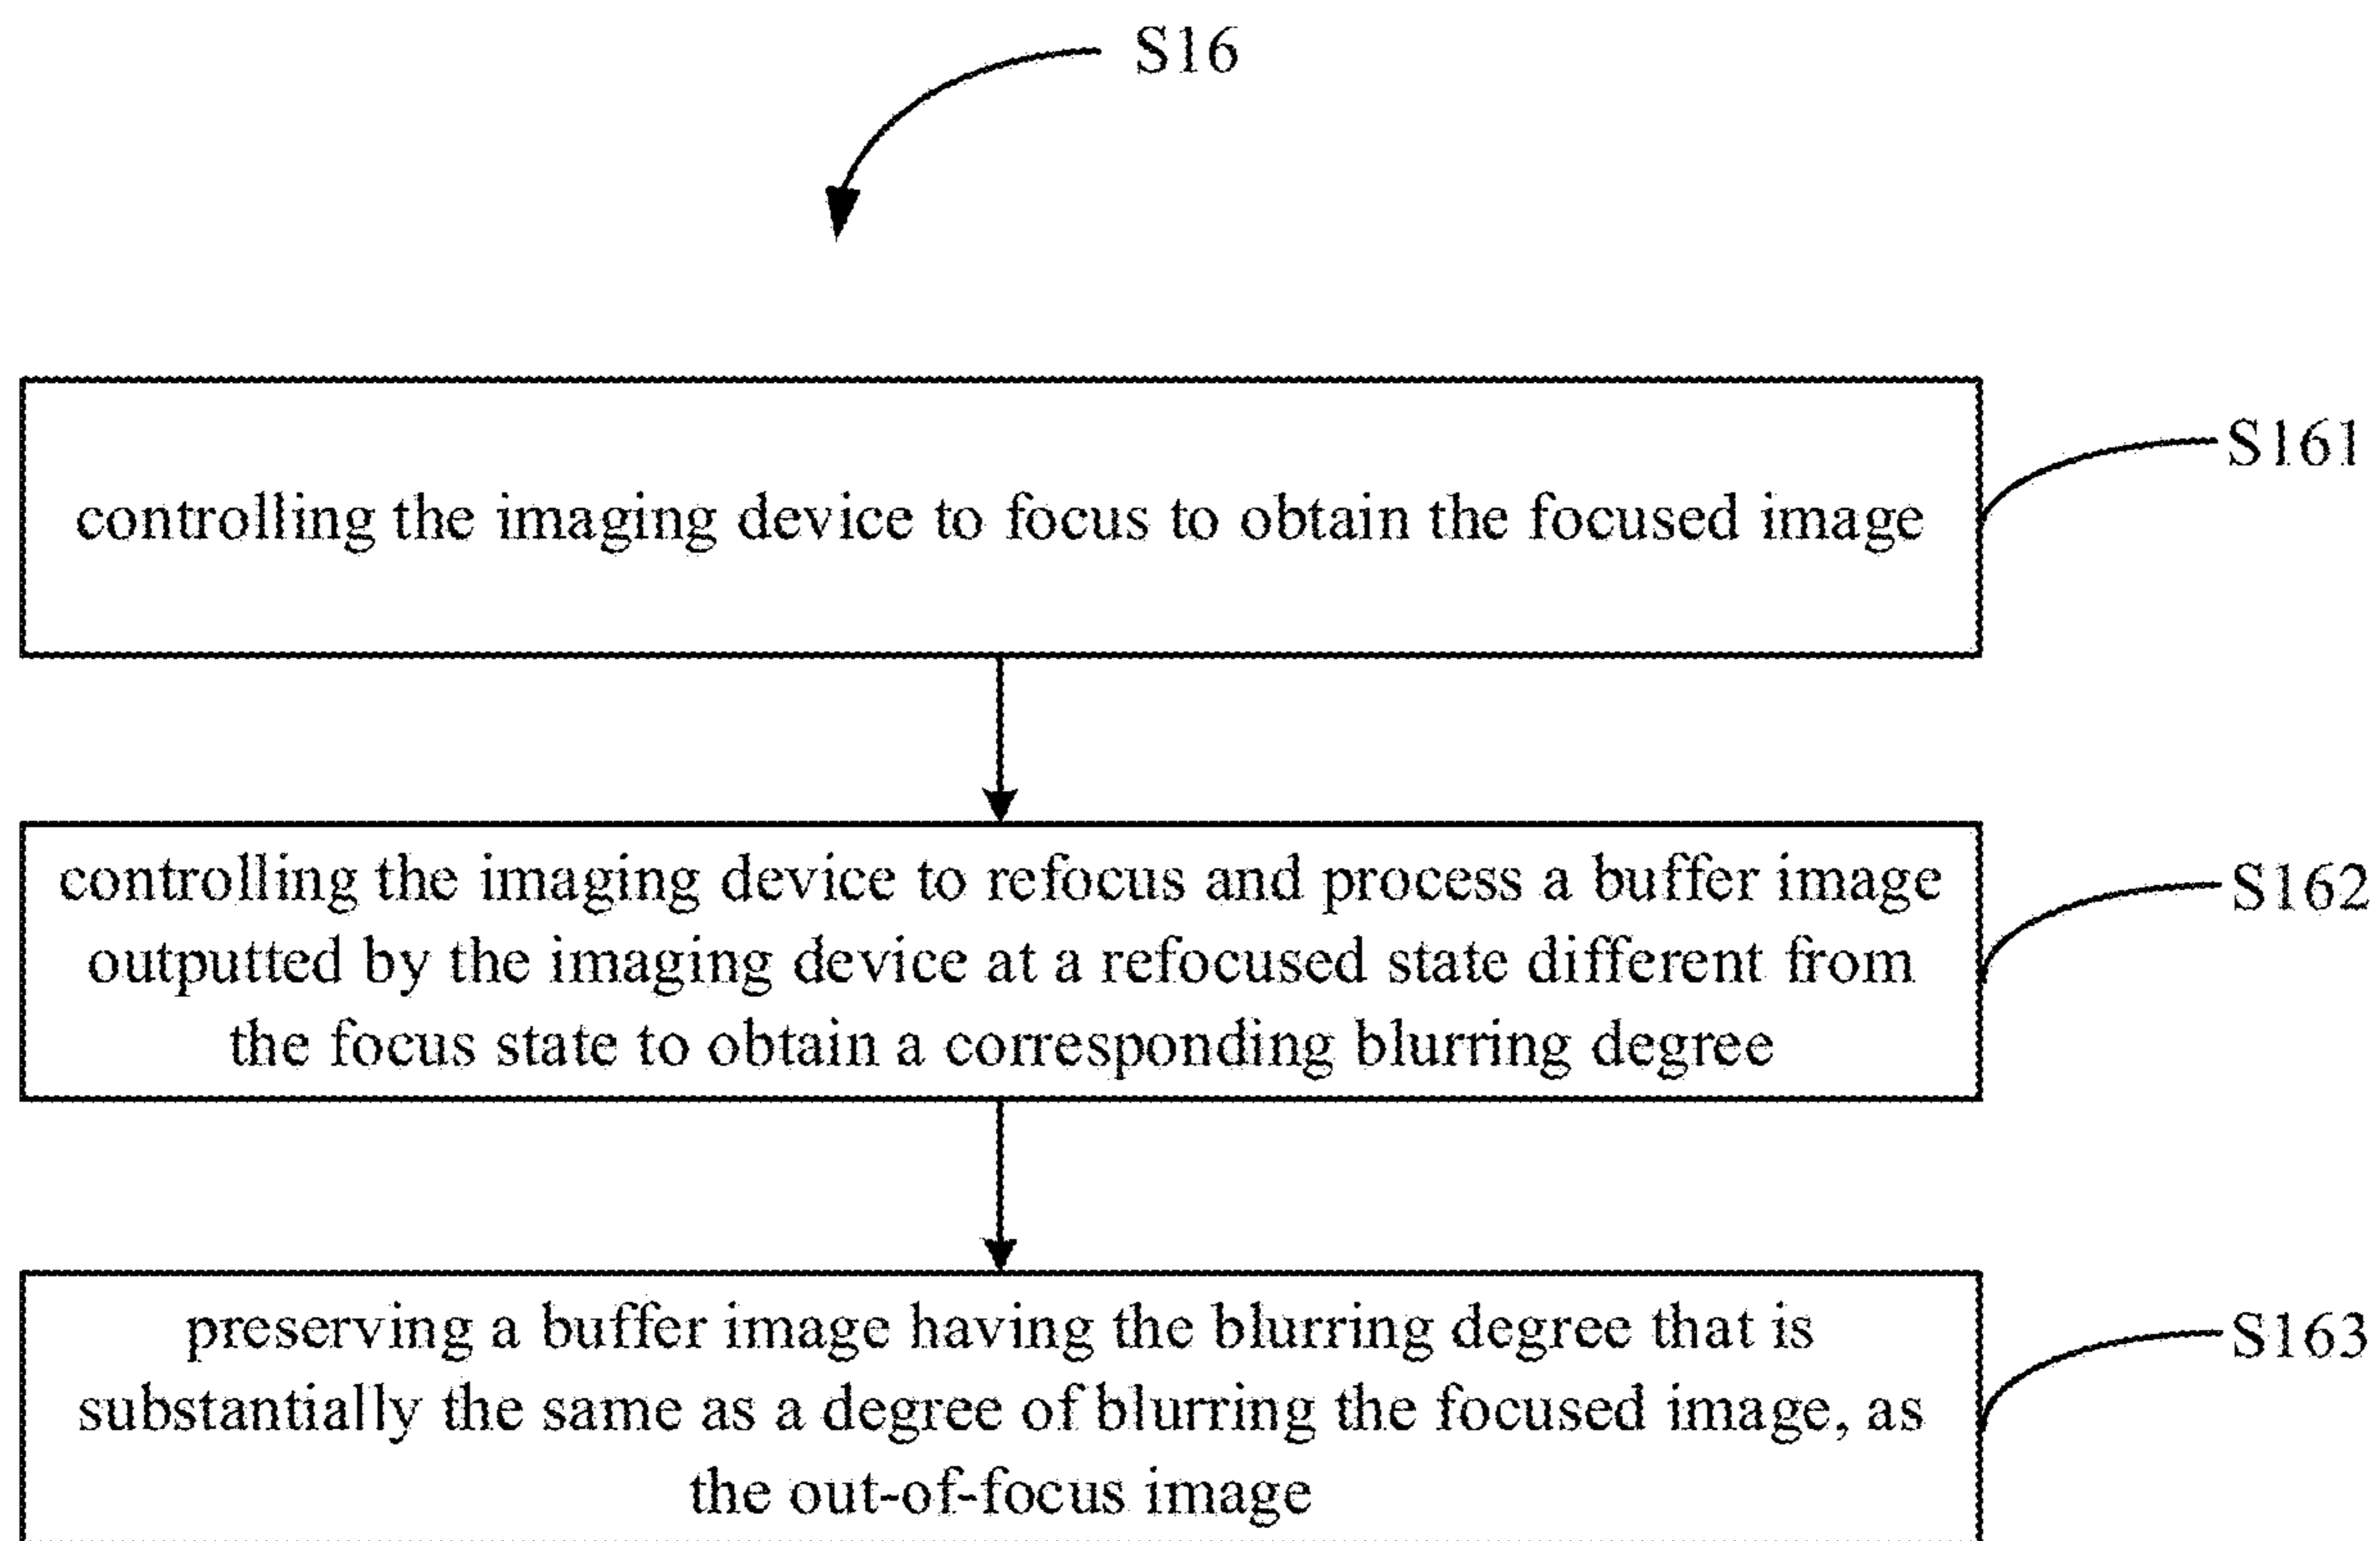 S16
controlling the imaging device to focus to obtain the focused image
S161
controlling the imaging device to refocus and process a buffer image
outputted by the imaging device at a refocused state different from
the focus state to obtain a corresponding blurring degree
S162
preserving a buffer image having the blurring degree that is
substantially the same as a degree of blurring the focused image, as
the out-of-focus image
S163